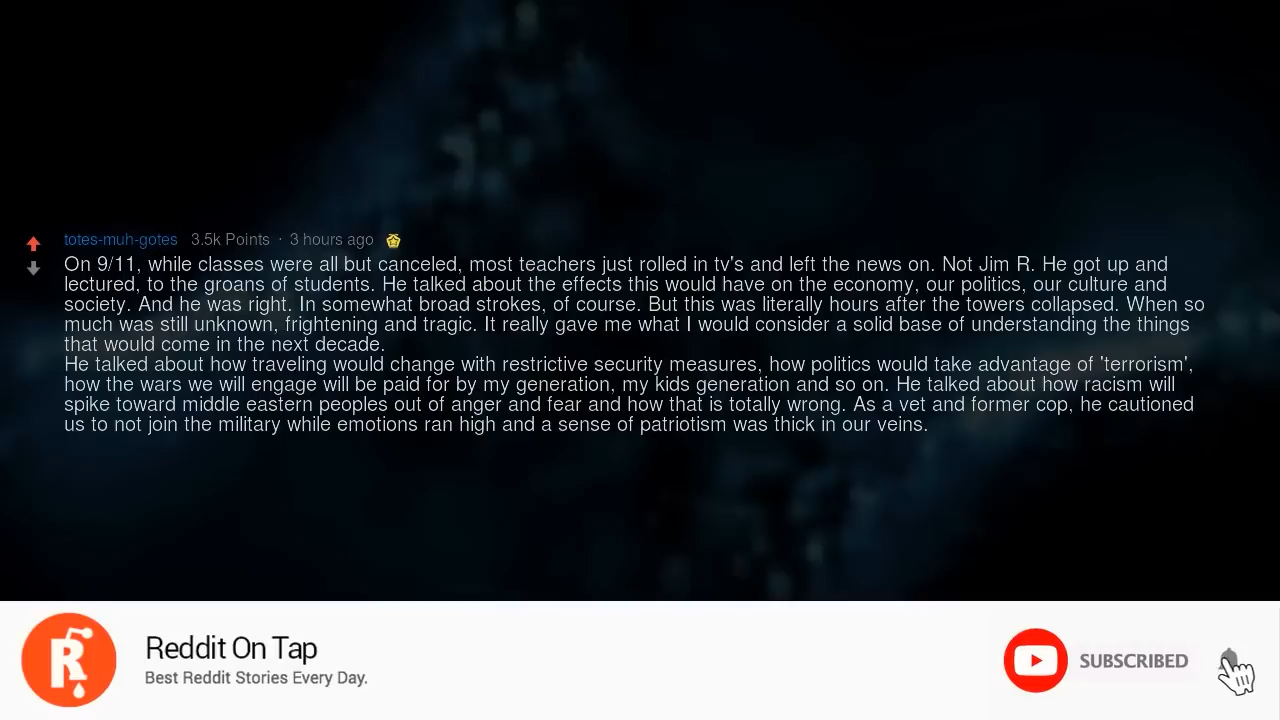 totes-muh-gotes 3.5k Points · 3 hours ago
On 9/11, while classes were all but canceled, most teachers just rolled in tv's and left the news on. Not Jim R. He got up and
lectured, to the groans of students. He talked about the effects this would have on the economy, our politics, our culture and
society. And he was right. In somewhat broad strokes, of course. But this was literally hours after the towers collapsed. When so
much was still unknown, frightening and tragic. It really gave me what I would consider a solid base of understanding the things
that would come in the next decade.
He talked about how traveling would change with restrictive security measures, how politics would take advantage of 'terrorism',
how the wars we will engage will be paid for by my generation, my kids generation and so on. He talked about how racism will
spike toward middle eastern peoples out of anger and fear and how that is totally wrong. As a vet and former cop, he cautioned
us to not join the military while emotions ran high and a sense of patriotism was thick in our veins.
Reddit On Tap
Best Reddit Stories Every Day.
SUBSCRIBED